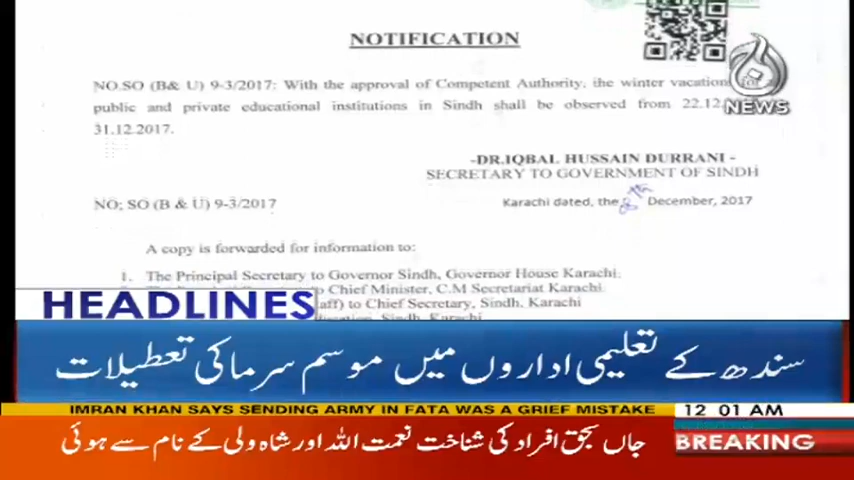 NOTIFICATION
NO.SO (B& U) 9-3/2017: With the approval of Competent Authority, the winter vacation
public and private educational institutions in Sindh shall be observed from 22.12.
31.12.2017.
NEWS
-DR.IQBAL HUSSAIN DURRANI -
SECRETARY TO GOVERNMENT OF SINDH
NO; SO (B & U) 9-3/2017
Karachi dated, the 8th December, 2017
A copy is forwarded for information to:
1. The Principal Secretary to Governor Sindh, Governor House Karachi.
to Chief Minister, C.M Secretariat Karachi.
aff) to Chief Secretary, Sindh, Karachi
Sindh, Karachi
HEADLINES
سندھ کے تعلیمی اداروں میں موسم سرما کی تعطیلات
IMRAN KHAN SAYS SENDING ARMY IN FATA WAS A GRIEF MISTAKE
12 01 AM
جاں بحق افراد کی شناخت نعمت اللہ اور شاہ ولی کے نام سے ہوئی
BREAKING